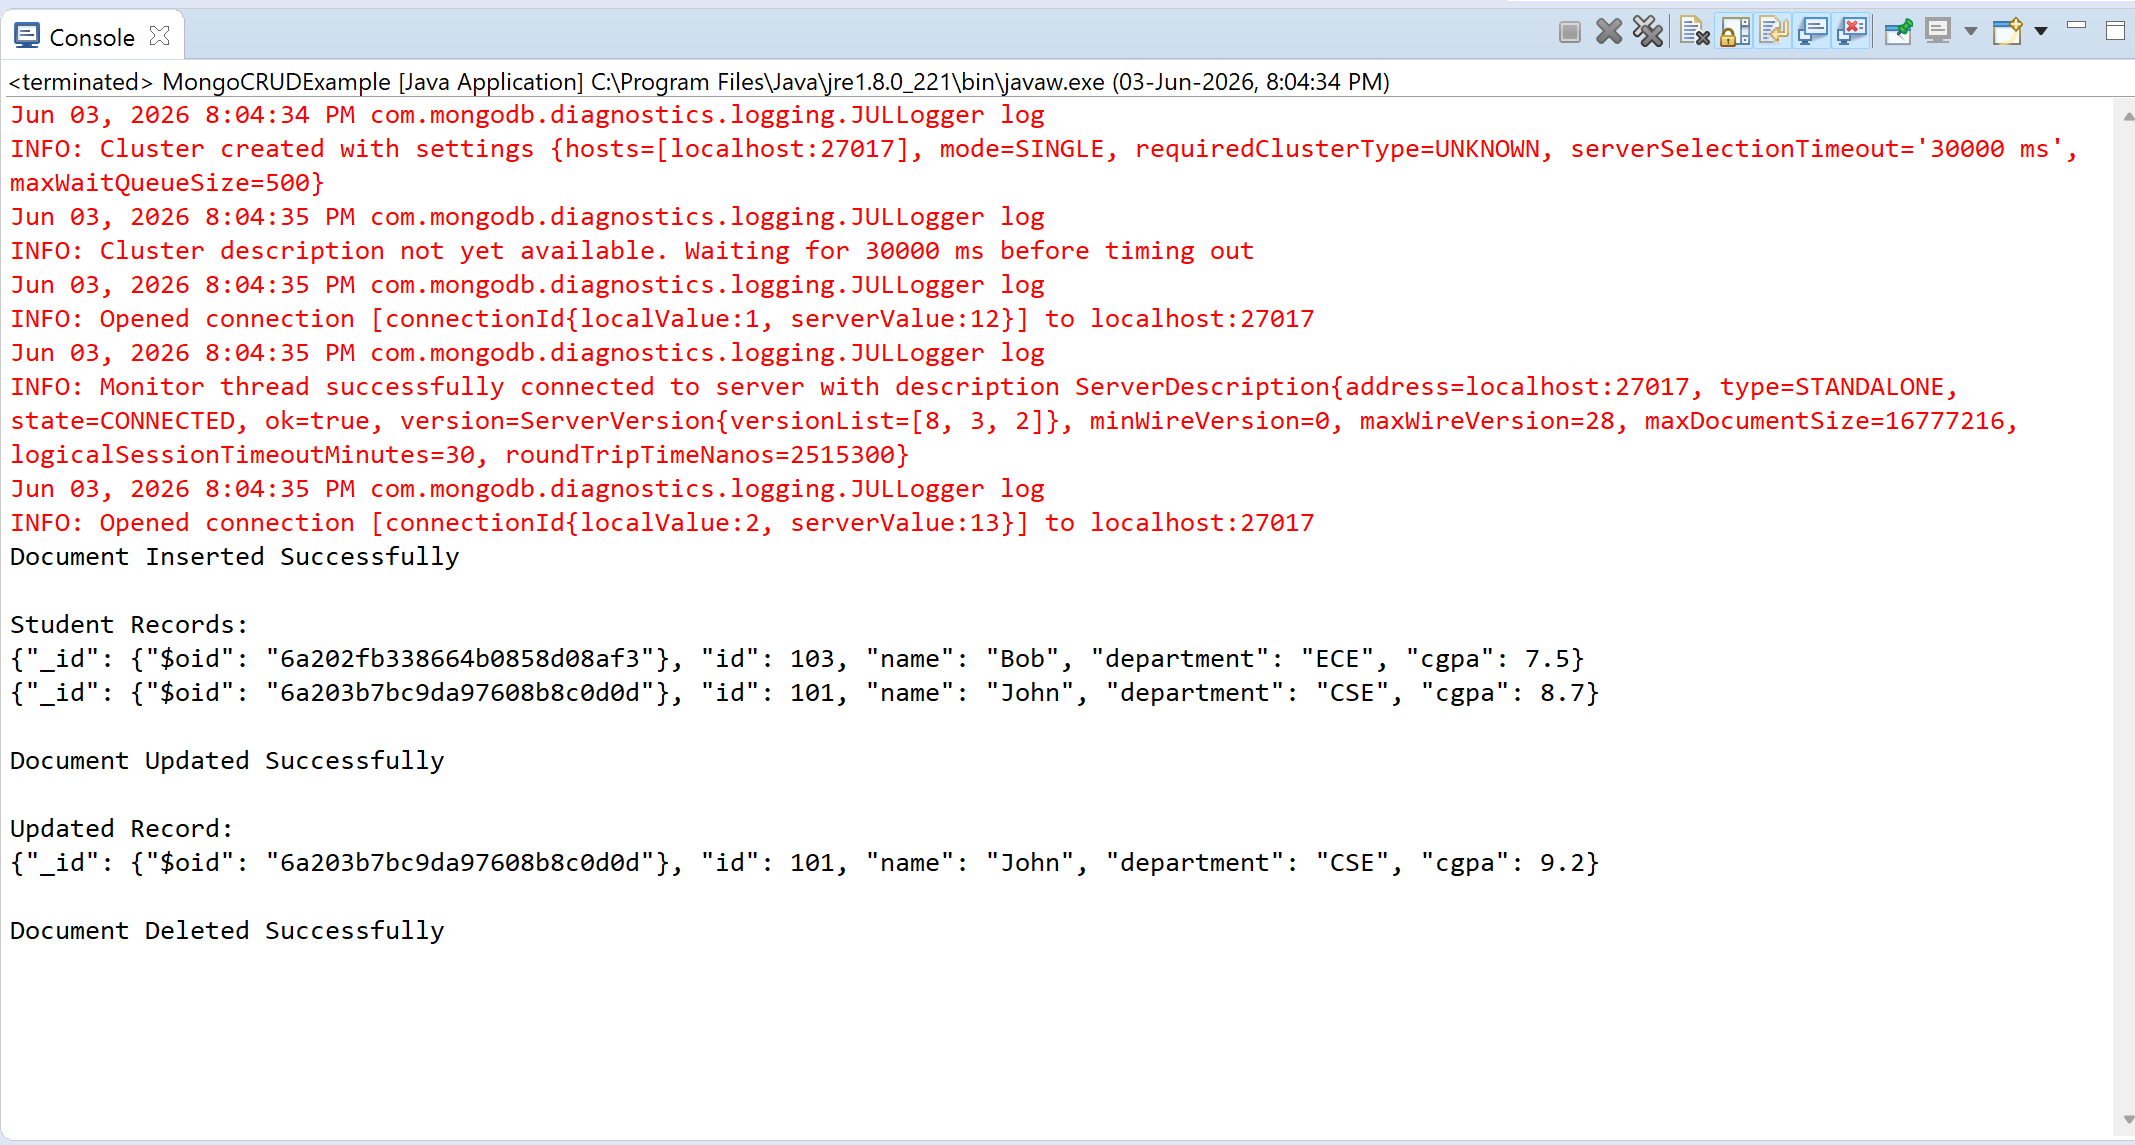 Console
<terminated> MongoCRUDExample [Java Application] C:\Program Files\Java\jre1.8.0_221\bin\javaw.exe (03-Jun-2026, 8:04:34 PM)
Jun 03, 2026 8:04:34 PM com.mongodb.diagnostics.logging.JULLogger log
INFO: Cluster created with settings {hosts=[localhost:27017], mode=SINGLE, requiredClusterType=UNKNOWN, serverSelectionTimeout='30000 ms',
maxWaitQueueSize=500}
Jun 03, 2026 8:04:35 PM com.mongodb.diagnostics.logging.JULLogger log
INFO: Cluster description not yet available. Waiting for 30000 ms before timing out
Jun 03, 2026 8:04:35 PM com.mongodb.diagnostics.logging.JULLogger log
INFO: Opened connection [connectionId{localValue:1, serverValue:12}] to localhost:27017
Jun 03, 2026 8:04:35 PM com.mongodb.diagnostics.logging.JULLogger log
INFO: Monitor thread successfully connected to server with description ServerDescription{address=localhost:27017, type=STANDALONE,
state=CONNECTED, ok=true, version=ServerVersion{versionList=[8, 3, 2]}, minWireVersion=0, maxWireVersion=28, maxDocumentSize=16777216,
logicalSessionTimeoutMinutes=30, roundTripTimeNanos=2515300}
Jun 03, 2026 8:04:35 PM com.mongodb.diagnostics.logging.JULLogger log
INFO: Opened connection [connectionId{localValue:2, serverValue:13}] to localhost:27017
Document Inserted Successfully
Student Records:
{"_id": {"$oid": "6a202fb338664b0858d08af3"}, "id": 103, "name": "Bob", "department": "ECE", "cgpa": 7.5}
{"_id": {"$oid": "6a203b7bc9da97608b8c0d0d"}, "id": 101, "name": "John", "department": "CSE", "cgpa": 8.7}
Document Updated Successfully
Updated Record:
{"_id": {"$oid": "6a203b7bc9da97608b8c0d0d"}, "id": 101, "name": "John", "department": "CSE", "cgpa": 9.2}
Document Deleted Successfully